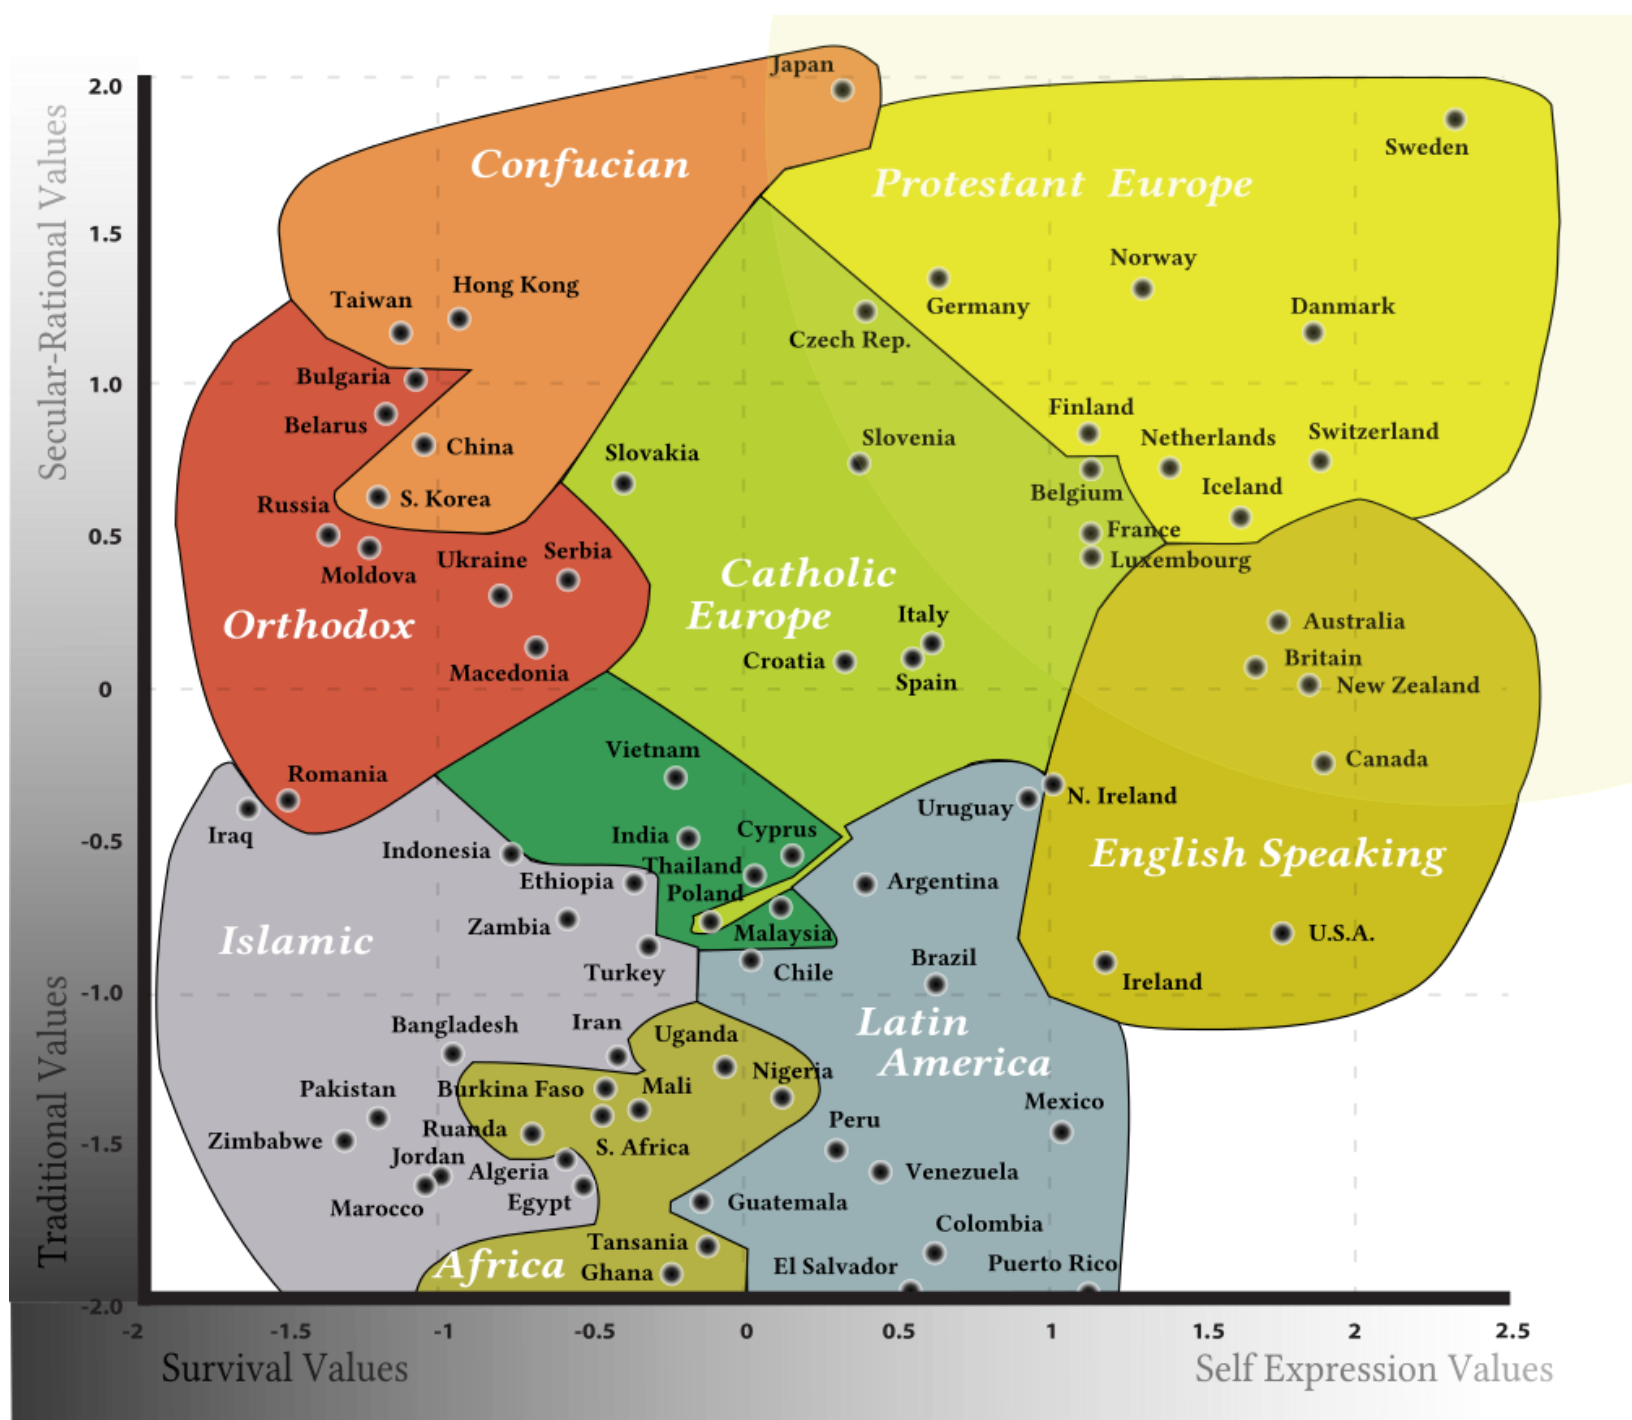 Japan
2.0
Sweden
Confucian
Protestant Europe
1.5
Norway
Hong Kong
Taiwan
Germany
Danmark
Czech Rep.
Bulgaria
1.0
Finland
Belarus
Slovenia
Netherlands
Switzerland
China
Slovakia
Iceland
Belgium
S. Korea
Russia
France
0.5
Serbia
Ukraine
Luxembourg
Moldova
Catholic
Europe
Italy
Orthodox
Australia
Croatia
Britain
Macedonia
Spain
New Zealand
0
Vietnam
Canada
Romania
N. Ireland
Uruguay
Iraq
India
Cyprus
-0.5
Indonesia
English Speaking
Thailand
Ethiopia
Argentina
Poland
Zambia
Malaysia
U.S.A.
Islamic
Brazil
Turkey
Chile
Ireland
-1.0
Bangladesh
Iran
Latin
America
Uganda
Nigeria
Pakistan
Burkina Faso
Mali
Mexico
Ruanda
Peru
Zimbabwe
-1.5
S. Africa
Jordan
Algeria
Venezuela
Marocco
Egypt
Guatemala
Colombia
Tansania
Africa
Ghana
El Salvador
Puerto Rico
-2.0
Secular-Rational Values
Traditional Values
-2 -1.5 -1 -0.5 0 0.5 1 1.5 2 2.5
Survival Values Self Expression Values